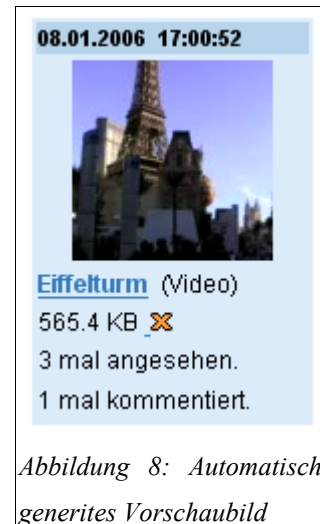 08.01.2006 17:00:52
Eiffelturm (Video)
565.4 KB
3 mal angesehen.
1 mal kommentiert.
Abbildung 8: Automatisch
generites Vorschaubild